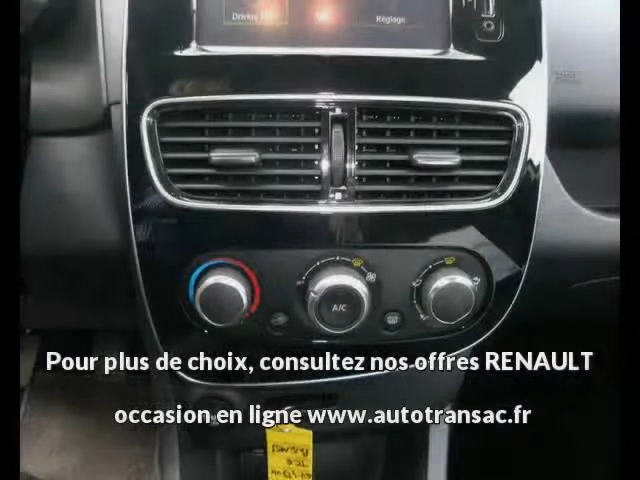 Réglage
A/C
Pour plus de choix, consultez nos offres RENAULT
occasion en ligne www.autotransac.fr